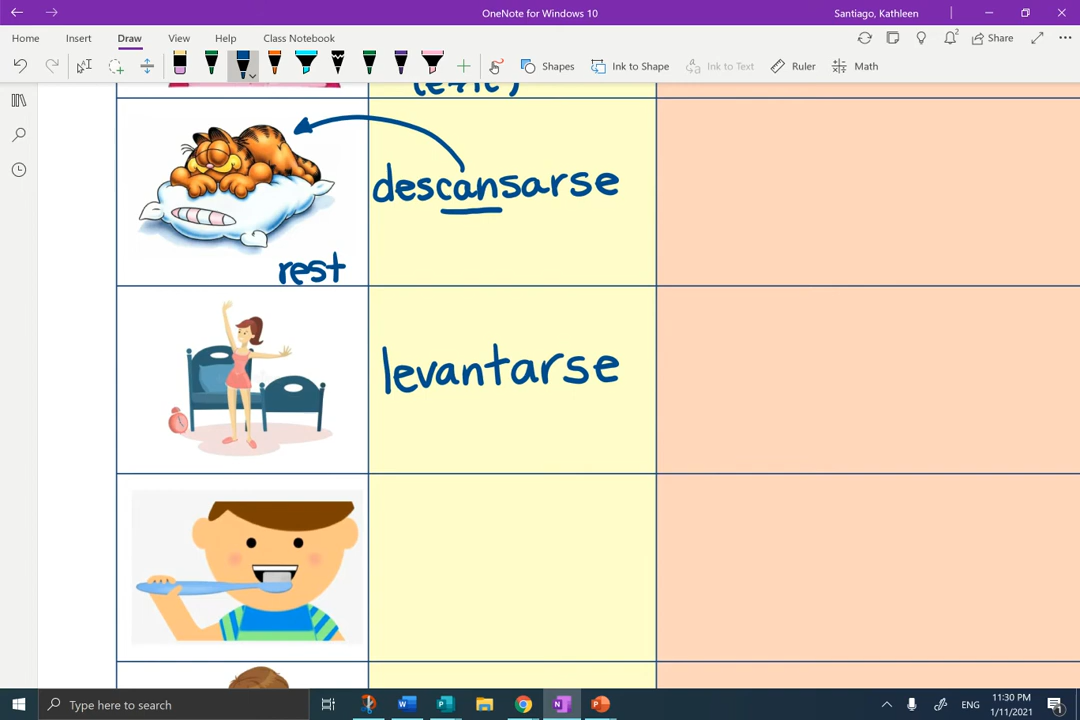 OneNote for Windows 10
Santiago, Kathleen
Home Insert Draw View Help Class Notebook
Share
Shapes Ink to Shape Ink to Text Ruler Math
descansarse
rest
levantarse
Type here to search
ENG
11:30 PM
1/11/2021